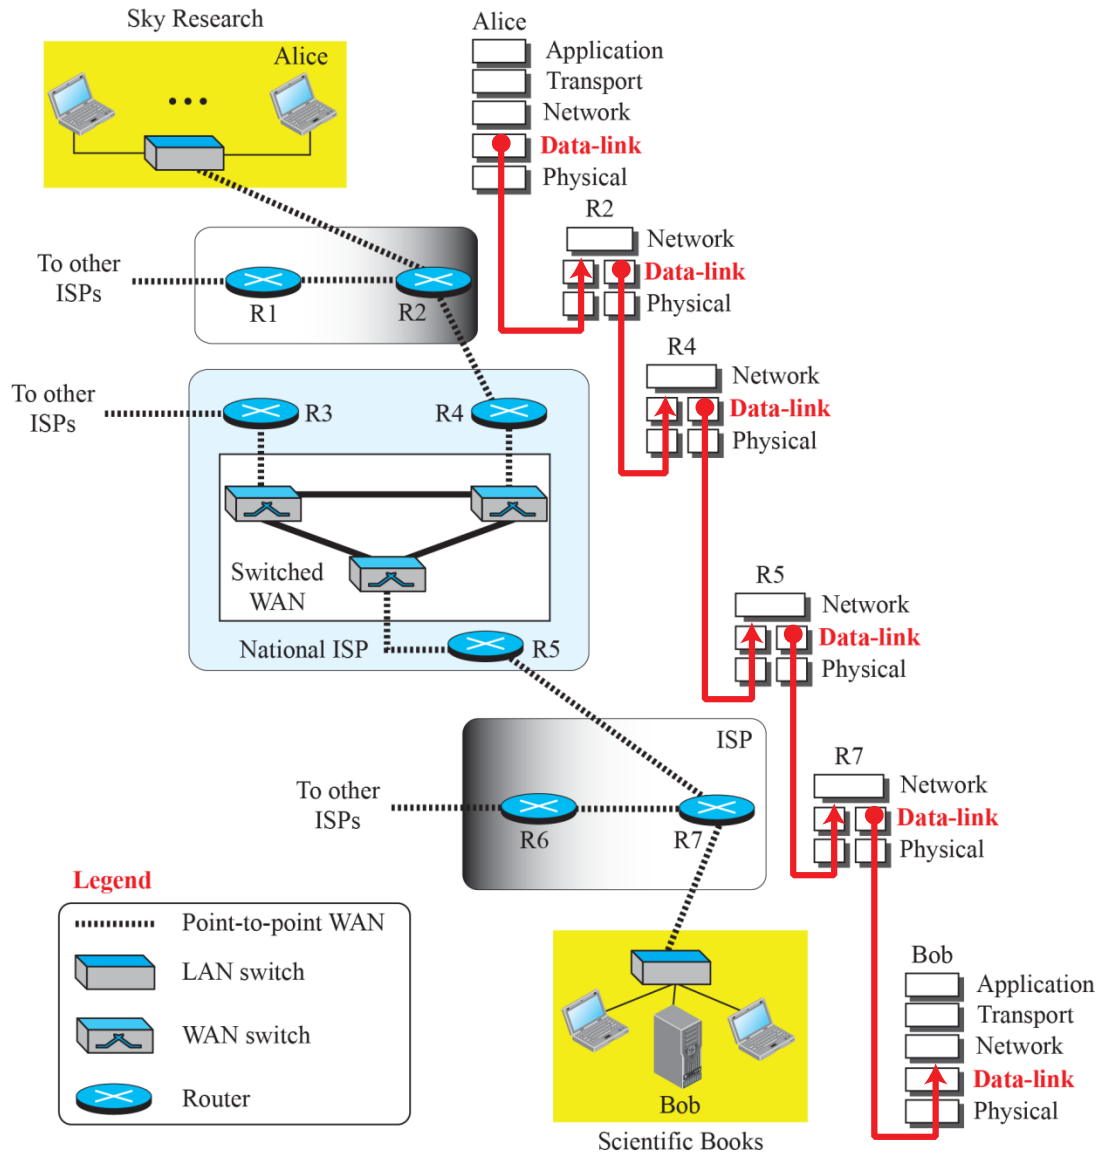 Sky Research
Alice
Alice
Application
Transport
Network
Data-link
Physical
R2
Network
Data-link
Physical
To other
ISPs
R1
R2
R4
Network
Data-link
Physical
To other
ISPs
R3
R4
Switched
WAN
National ISP
R5
R5
Network
Data-link
Physical
ISP
To other
ISPs
R6
R7
R7
Network
Data-link
Physical
Legend
Point-to-point WAN
LAN switch
WAN switch
Router
Bob
Scientific Books
Bob
Application
Transport
Network
Data-link
Physical